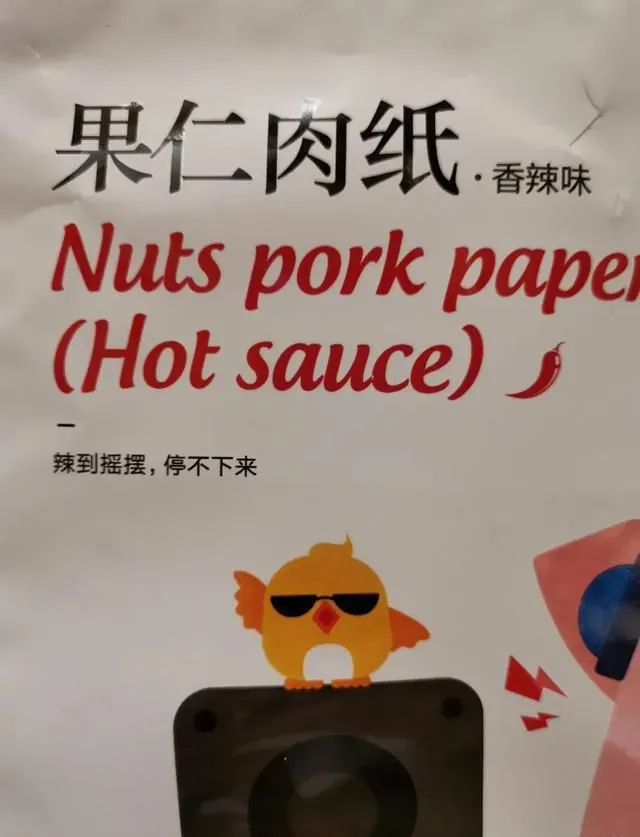 果仁肉纸·香辣味
Nuts pork paper
(Hot sauce)
辣到摇摆,停不下来